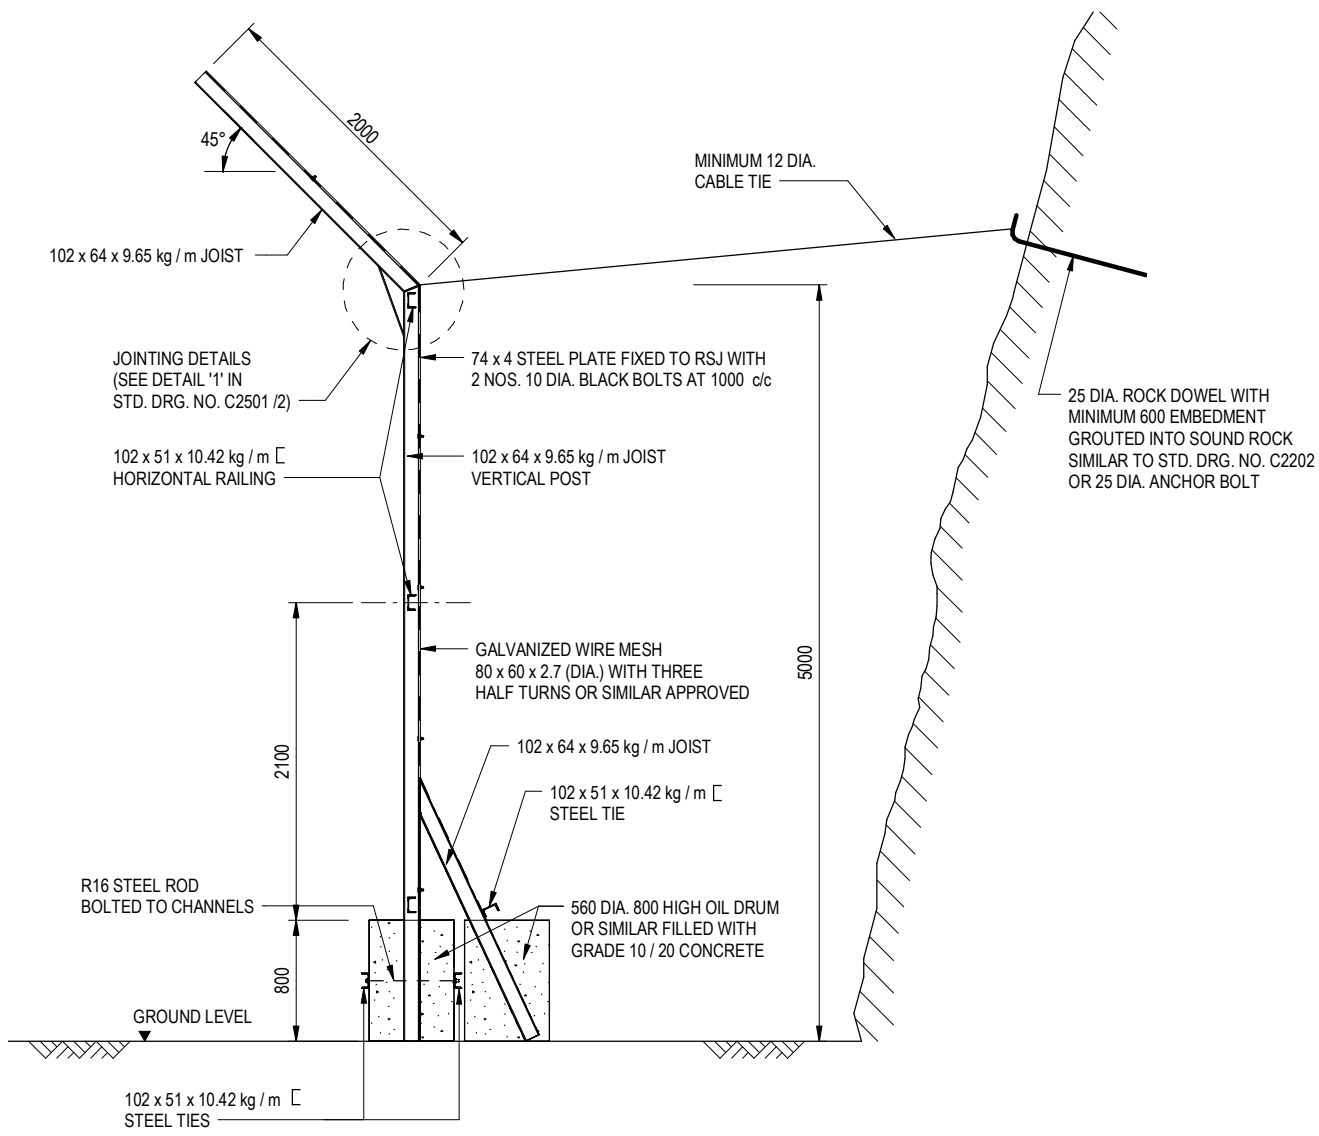 2000
45°
MINIMUM 12 DIA.
CABLE TIE
102 x 64 x 9.65 kg / m JOIST
JOINTING DETAILS
(SEE DETAIL '1' IN
STD. DRG. NO. C2501 /2)
74 x 4 STEEL PLATE FIXED TO RSJ WITH
2 NOS. 10 DIA. BLACK BOLTS AT 1000 c/c
25 DIA. ROCK DOWEL WITH
MINIMUM 600 EMBEDMENT
GROUTED INTO SOUND ROCK
SIMILAR TO STD. DRG. NO. C2202
OR 25 DIA. ANCHOR BOLT
102 x 51 x 10.42 kg / m
HORIZONTAL RAILING
102 x 64 x 9.65 kg / m JOIST
VERTICAL POST
GALVANIZED WIRE MESH
80 x 60 x 2.7 (DIA.) WITH THREE
HALF TURNS OR SIMILAR APPROVED
5000
2100
102 x 64 x 9.65 kg / m JOIST
102 x 51 x 10.42 kg / m
STEEL TIE
R16 STEEL ROD
BOLTED TO CHANNELS
560 DIA. 800 HIGH OIL DRUM
OR SIMILAR FILLED WITH
GRADE 10 / 20 CONCRETE
800
GROUND LEVEL
102 x 51 x 10.42 kg / m
STEEL TIES